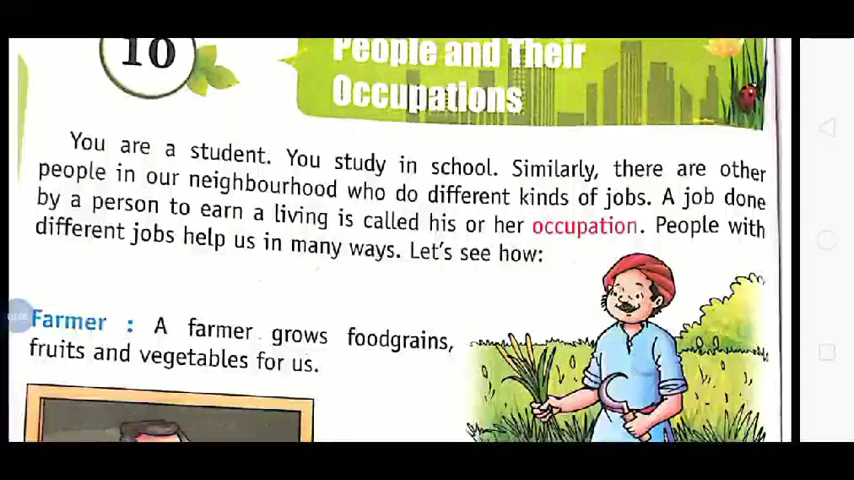 10
People and Their
Occupations
You are a student. You study in school. Similarly, there are other
people in our neighbourhood who do different kinds of jobs. A job done
by a person to earn a living is called his or her occupation. People with
different jobs help us in many ways. Let's see how:
Farmer : A farmer grows foodgrains,
fruits and vegetables for us.